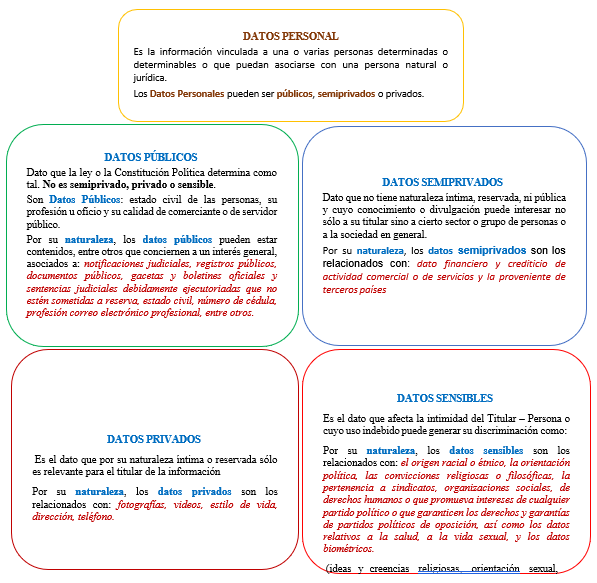 DATOS PERSONAL
Es la información vinculada a una o varias personas determinadas o
determinables o que puedan asociarse con una persona natural o
jurídica.
Los Datos Personales pueden ser públicos, semiprivados o privados.
DATOS PÚBLICOS
Dato que la ley o la Constitución Política determina como
tal. No es semiprivado, privado o sensible.
Son Datos Públicos: estado civil de las personas, su
profesión u oficio y su calidad de comerciante o de servidor
público.
Por su naturaleza, los datos públicos pueden estar
contenidos, entre otros que conciernen a un interés general,
asociados a: notificaciones judiciales, registros públicos,
documentos públicos, gacetas y boletines oficiales y
sentencias judiciales debidamente ejecutoriadas que no
estén sometidas a reserva, estado civil, número de cédula,
profesión correo electrónico profesional, entre otros.
DATOS SEMIPRIVADOS
Dato que no tiene naturaleza íntima, reservada, ni pública
y cuyo conocimiento o divulgación puede interesar no
sólo a su titular sino a cierto sector o grupo de personas o
a la sociedad en general.
Por su naturaleza, los datos semiprivados son los
relacionados con: dato financiero y crediticio de
actividad comercial o de servicios y la proveniente de
terceros países
DATOS PRIVADOS
Es el dato que por su naturaleza íntima o reservada sólo
es relevante para el titular de la información
Por su naturaleza, los datos privados son los
relacionados con: fotografías, videos, estilo de vida,
dirección, teléfono.
DATOS SENSIBLES
Es el dato que afecta la intimidad del Titular – Persona o
cuyo uso indebido puede generar su discriminación como:
Por su naturaleza, los datos sensibles son los
relacionados con: el origen racial o étnico, la orientación
política, las convicciones religiosas o filosóficas, la
pertenencia a sindicatos, organizaciones sociales, de
derechos humanos o que promueva intereses de cualquier
partido político o que garanticen los derechos y garantías
de partidos políticos de oposición, así como los datos
relativos a la salud, a la vida sexual, y los datos
biométricos.
(ideas y creencias religiosas, orientación sexual,